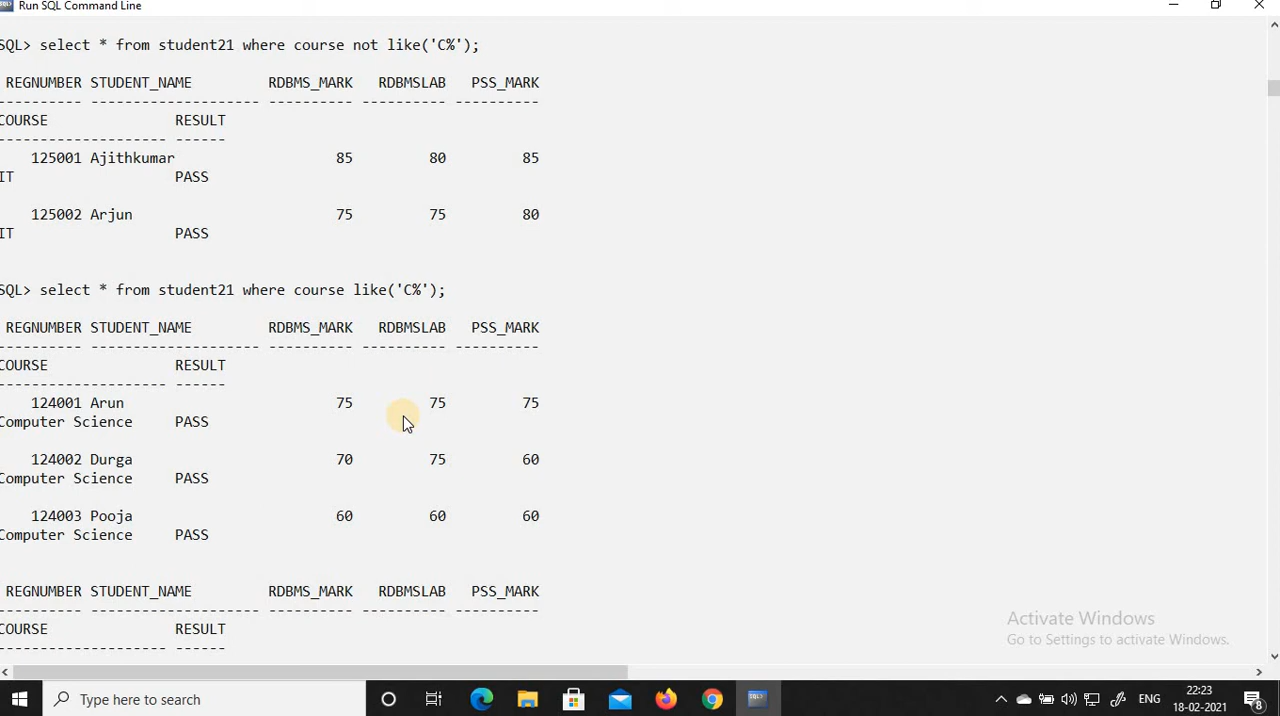 Run SQL Command Line
SQL> select * from student21 where course not like('C%');
REGNUMBER STUDENT_NAME RDBMS_MARK RDBMSLAB PSS_MARK
---------- -------------------- ---------- ---------- ----------
COURSE RESULT
-------------------- ------
125001 Ajithkumar 85 80 85
IT PASS
125002 Arjun 75 75 80
IT PASS
SQL> select * from student21 where course like('C%');
REGNUMBER STUDENT_NAME RDBMS_MARK RDBMSLAB PSS_MARK
---------- -------------------- ---------- ---------- ----------
COURSE RESULT
-------------------- ------
124001 Arun 75 75 75
Computer Science PASS
124002 Durga 70 75 60
Computer Science PASS
124003 Pooja 60 60 60
Computer Science PASS
REGNUMBER STUDENT_NAME RDBMS_MARK RDBMSLAB PSS_MARK
---------- -------------------- ---------- ---------- ----------
COURSE RESULT
-------------------- ------
Activate Windows
Go to Settings to activate Windows.
Type here to search
ENG
22:23
18-02-2021
8